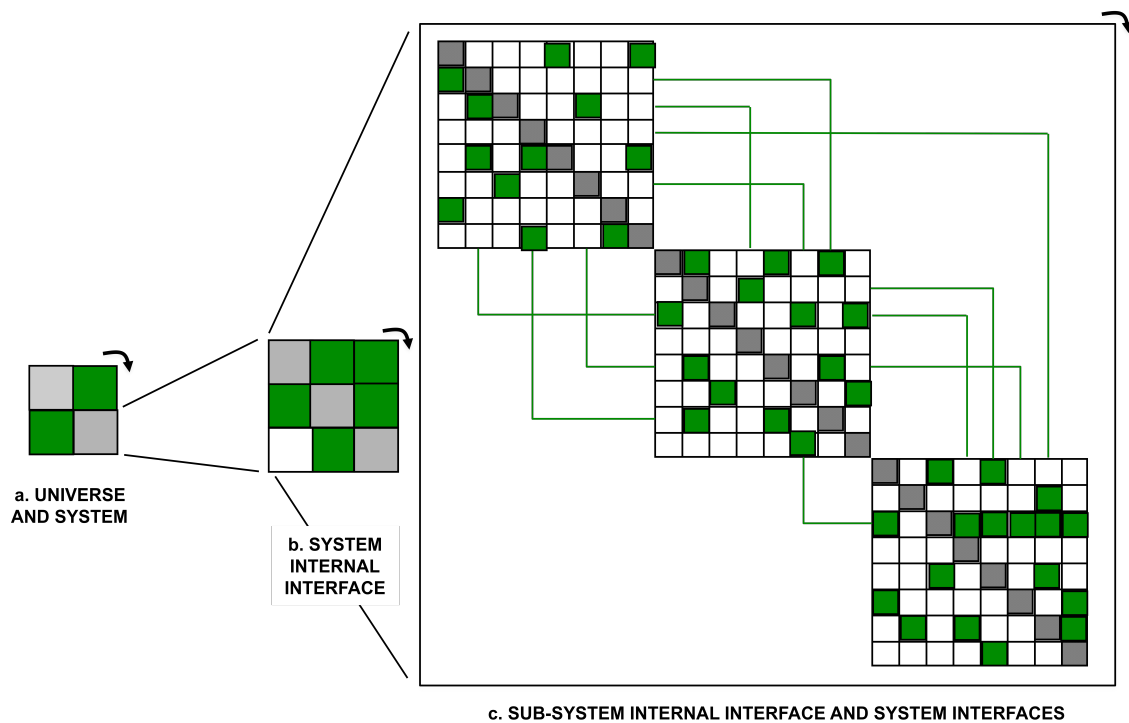 a. UNIVERSE
AND SYSTEM
b. SYSTEM
INTERNAL
INTERFACE
c. SUB-SYSTEM INTERNAL INTERFACE AND SYSTEM INTERFACES